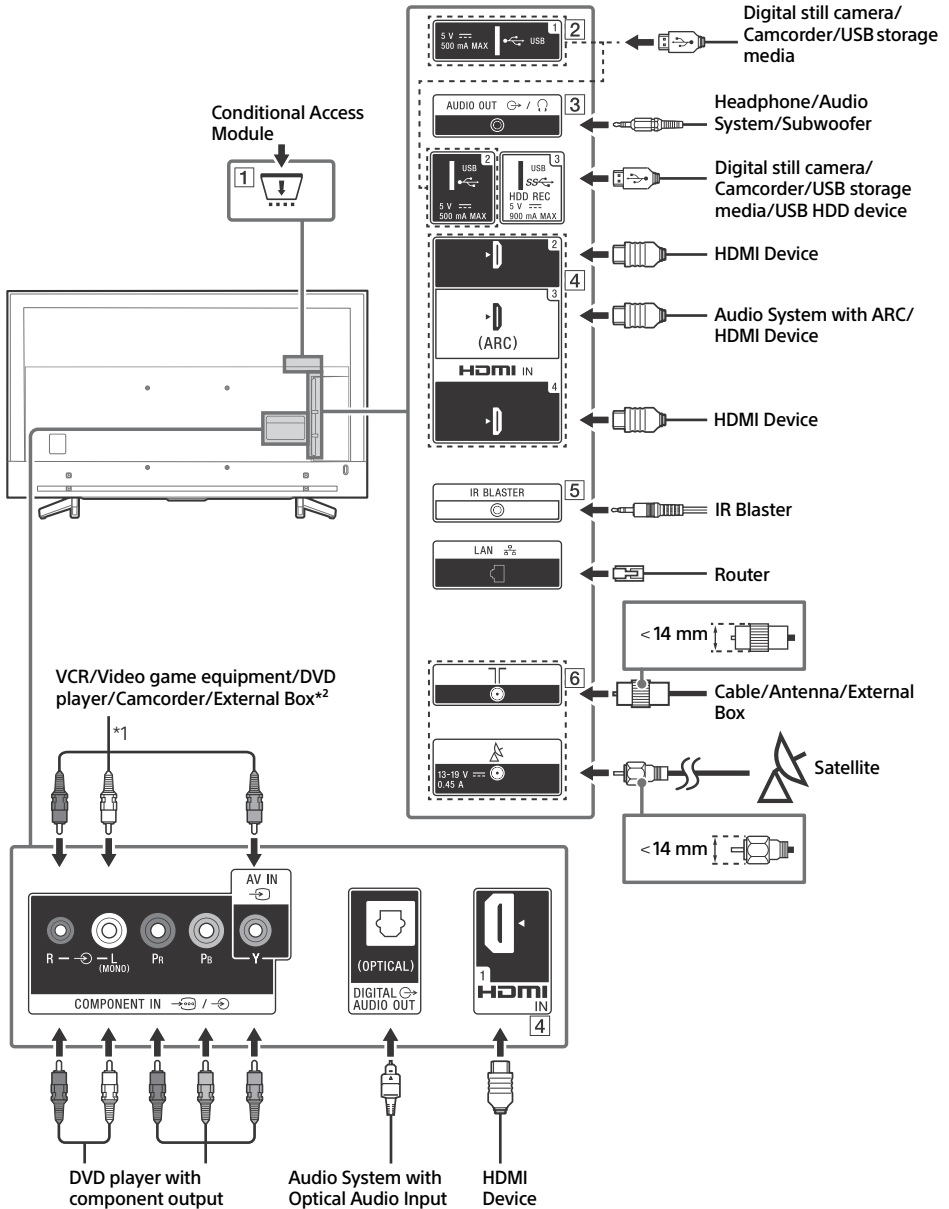 Digital still camera/
Camcorder/USB storage
media
5 V
500 mA MAX
USB
1
2
AUDIO OUT
/
3
Headphone/Audio
System/Subwoofer
Conditional Access
Module
1
2
USB
5 V
500 mA MAX
3
USB
SS
HDD REC
5 V
900 mA MAX
Digital still camera/
Camcorder/USB storage
media/USB HDD device
2
HDMI Device
4
3
(ARC)
Audio System with ARC/
HDMI Device
HDMI IN
4
HDMI Device
IR BLASTER
5
IR Blaster
LAN
Router
< 14 mm
6
Cable/Antenna/External
Box
13-19 V
0.45 A
Satellite
< 14 mm
VCR/Video game equipment/DVD
player/Camcorder/External Box*2
*1
AV IN
R
L
(MONO)
PR
PB
Y
COMPONENT IN /
(OPTICAL)
DIGITAL
AUDIO OUT
1
HDMI
IN
4
DVD player with
component output
Audio System with
Optical Audio Input
HDMI
Device